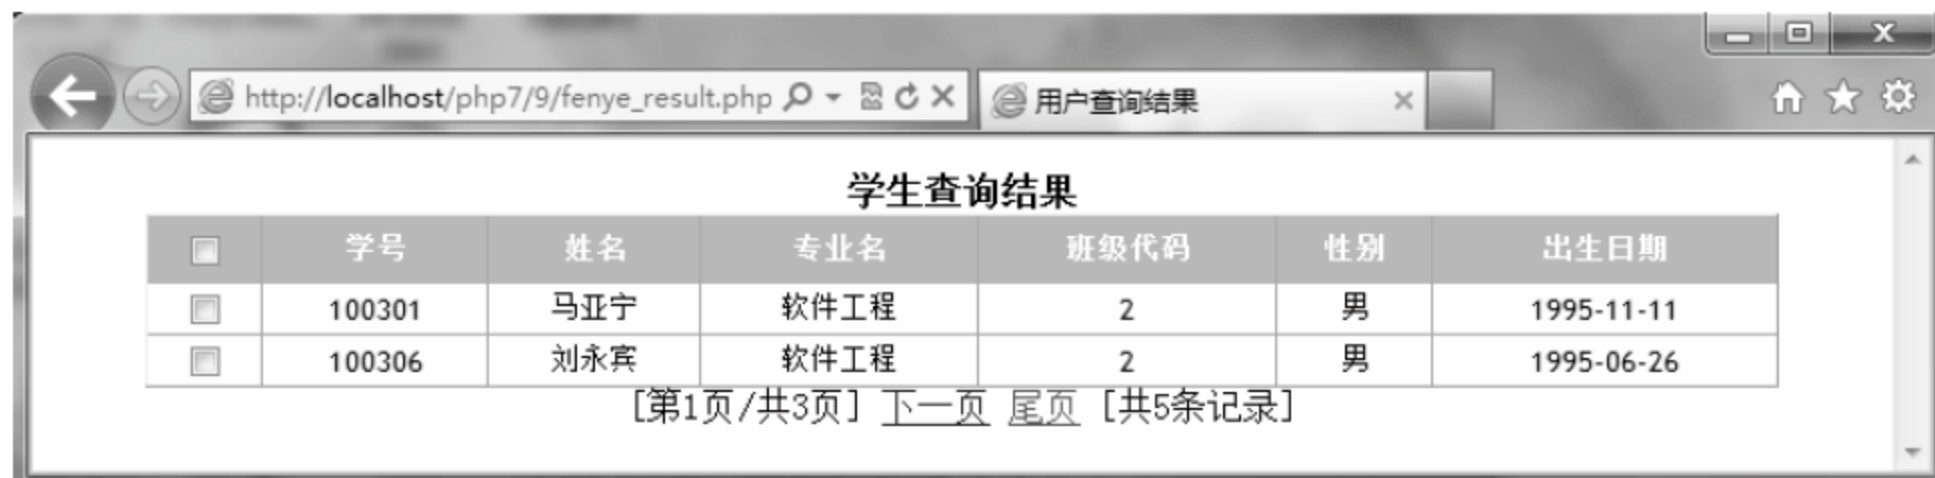 http://localhost/php7/9/fenye_result.php 用户查询结果
学生查询结果
学号 姓名 专业名 班级代码 性别 出生日期
100301 马亚宁 软件工程 2 男 1995-11-11
100306 刘永宾 软件工程 2 男 1995-06-26
[第1页/共3页] 下一页 尾页 [共5条记录]